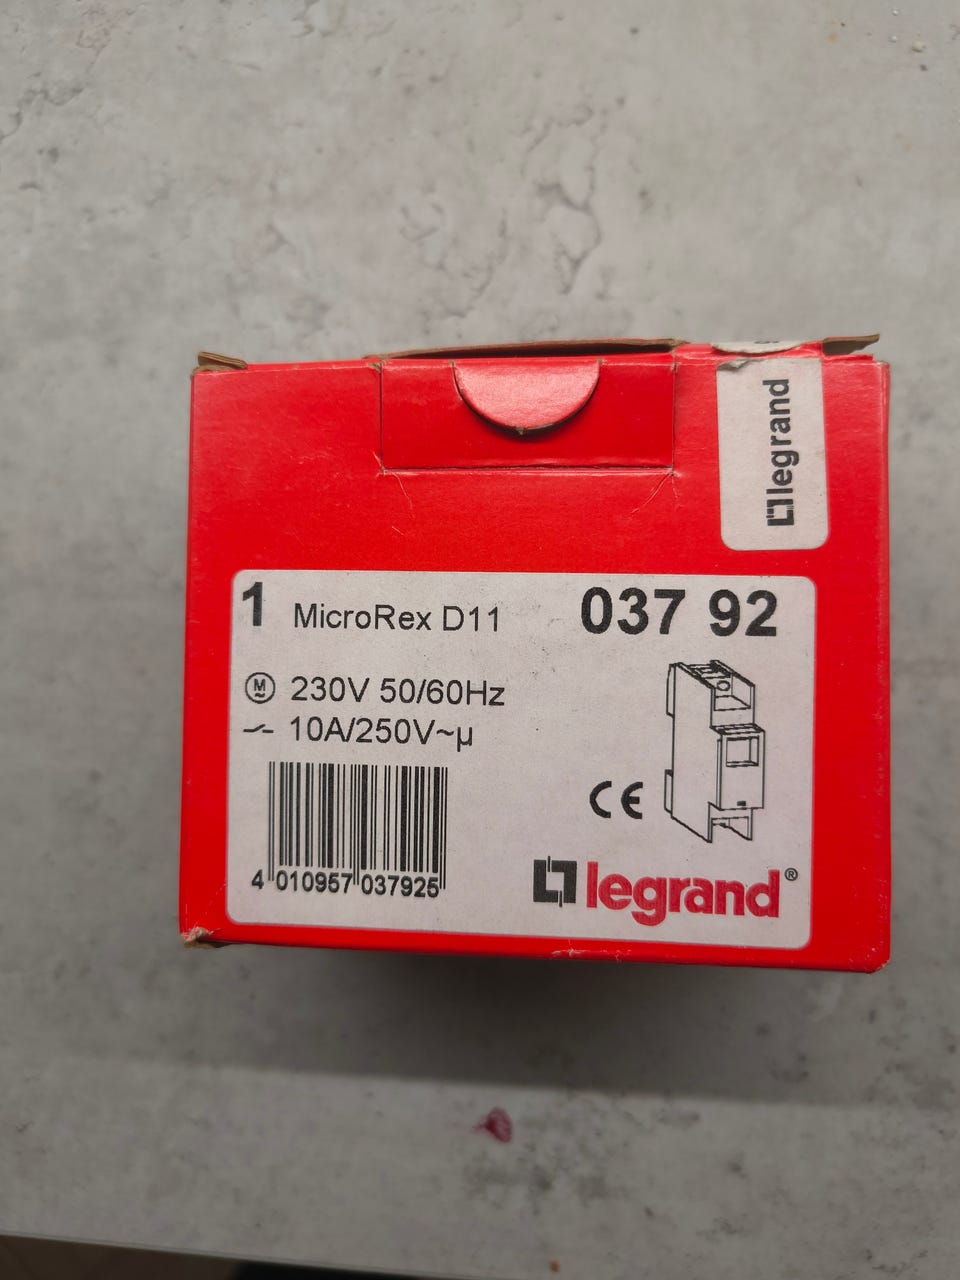 legrand
1 MicroRex D11 037 92
M 230V 50/60Hz
10A/250V~µ
CE
4 010957 037925
legrand®